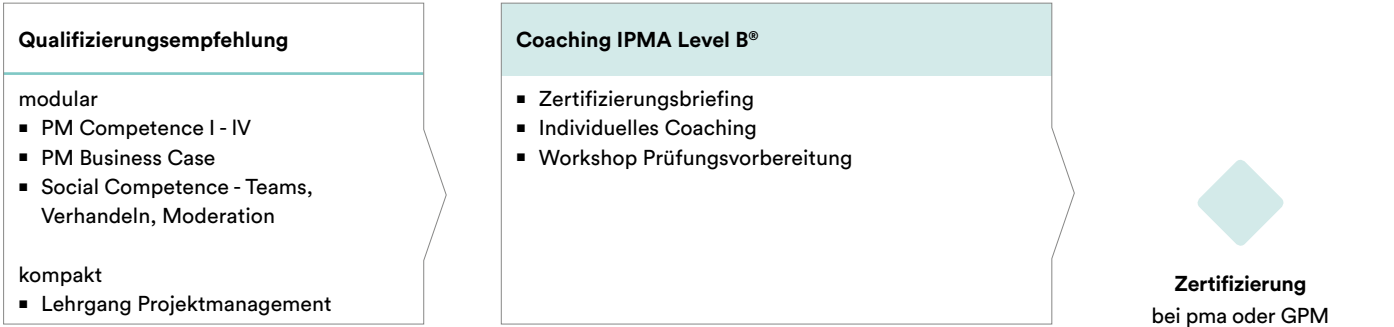 Qualifizierungsempfehlung
modular
▪ PM Competence I - IV
▪ PM Business Case
▪ Social Competence - Teams,
Verhandeln, Moderation
kompakt
▪ Lehrgang Projektmanagement
Coaching IPMA Level B®
▪ Zertifizierungsbriefing
▪ Individuelles Coaching
▪ Workshop Prüfungsvorbereitung
Zertifizierung
bei pma oder GPM